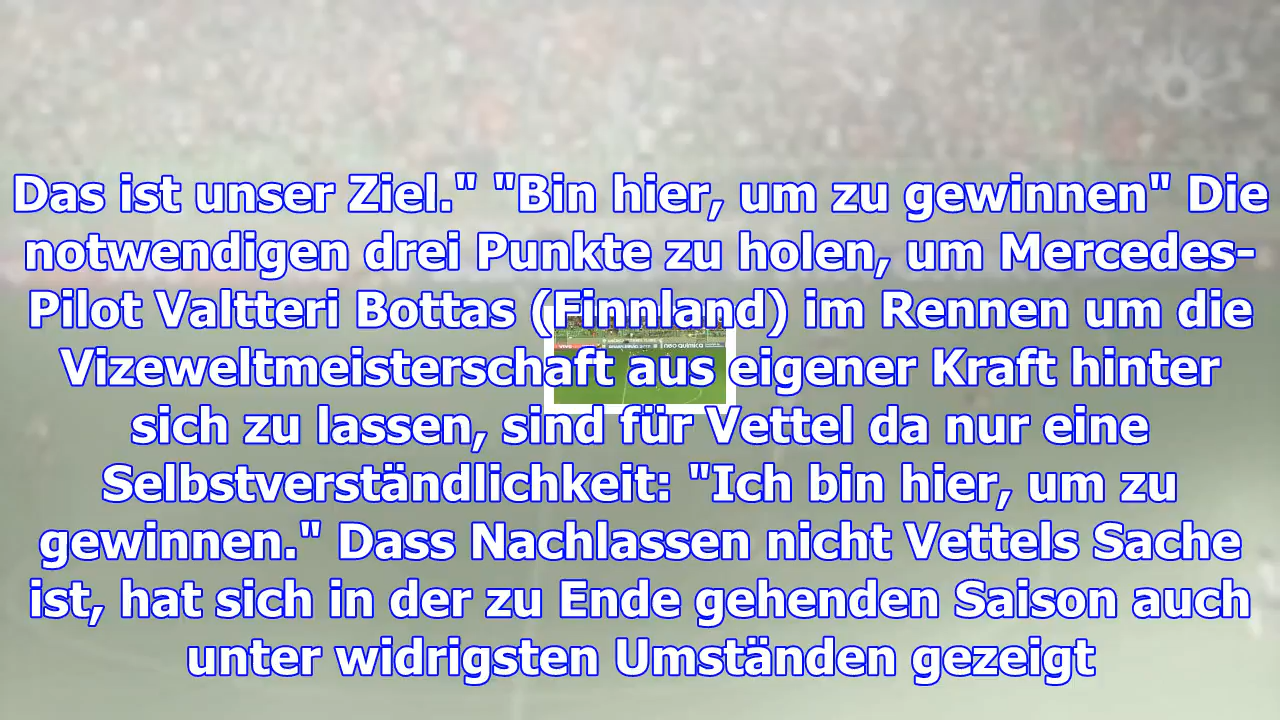 Das ist unser Ziel." "Bin hier, um zu gewinnen" Die
notwendigen drei Punkte zu holen, um Mercedes-
Pilot Valtteri Bottas (Finnland) im Rennen um die
Vizeweltmeisterschaft aus eigener Kraft hinter
sich zu lassen, sind für Vettel da nur eine
Selbstverständlichkeit: "Ich bin hier, um zu
gewinnen." Dass Nachlassen nicht Vettels Sache
ist, hat sich in der zu Ende gehenden Saison auch
unter widrigsten Umständen gezeigt
neo química